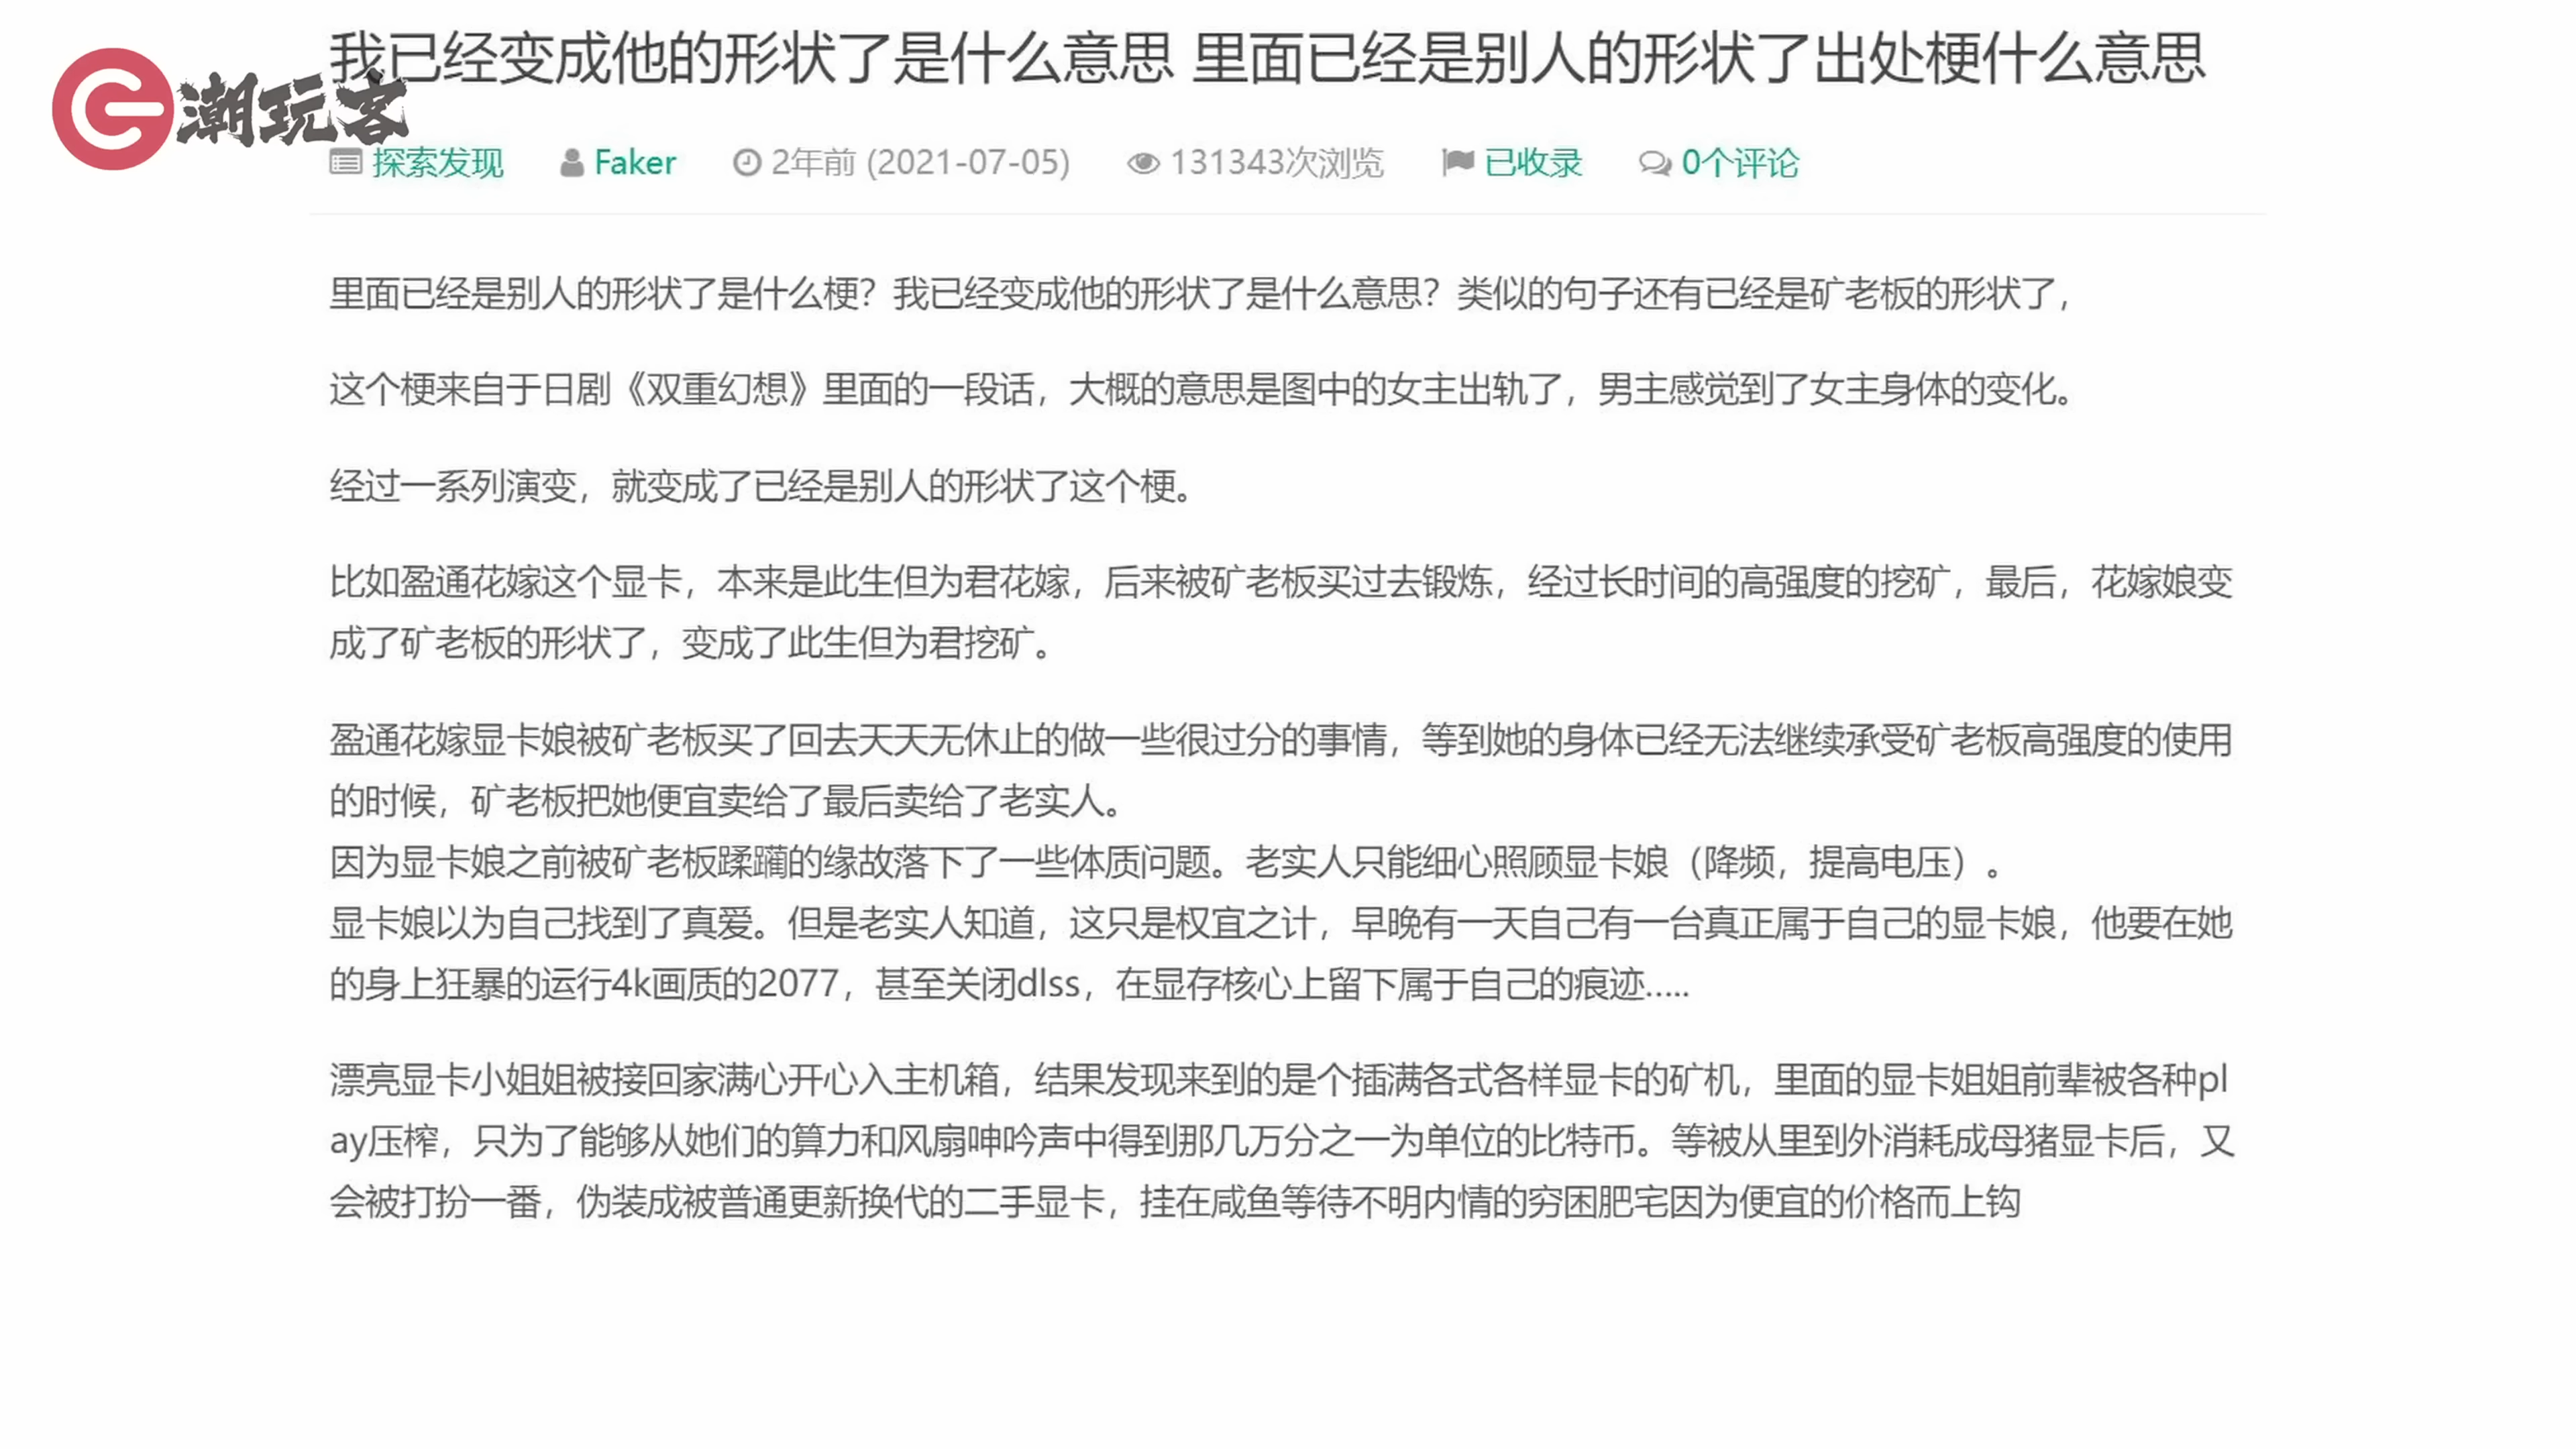 我已经变成他的形状了是什么意思 里面已经是别人的形状了出处梗什么意思
潮玩客
探索发现 Faker 2年前 (2021-07-05) 131343次浏览 已收录 0个评论
里面已经是别人的形状了是什么梗？我已经变成他的形状了是什么意思？类似的句子还有已经是矿老板的形状了，
这个梗来自于日剧《双重幻想》里面的一段话，大概的意思是图中的女主出轨了，男主感觉到了女主身体的变化。
经过一系列演变，就变成了已经是别人的形状了这个梗。
比如盈通花嫁这个显卡，本来是此生但为君花嫁，后来被矿老板买过去锻炼，经过长时间的高强度的挖矿，最后，花嫁娘变
成了矿老板的形状了，变成了此生但为君挖矿。
盈通花嫁显卡娘被矿老板买了回去天天无休止的做一些很过分的事情，等到她的身体已经无法继续承受矿老板高强度的使用
的时候，矿老板把她便宜卖给了最后卖给了老实人。
因为显卡娘之前被矿老板蹂躏的缘故落下了一些体质问题。老实人只能细心照顾显卡娘（降频，提高电压）。
显卡娘以为自己找到了真爱。但是老实人知道，这只是权宜之计，早晚有一天自己有一台真正属于自己的显卡娘，他要在她
的身上狂暴的运行4k画质的2077，甚至关闭dlss，在显存核心上留下属于自己的痕迹.....
漂亮显卡小姐姐被接回家满心开心入主机箱，结果发现来到的是个插满各式各样显卡的矿机，里面的显卡姐姐前辈被各种pl
ay压榨，只为了能够从她们的算力和风扇呻吟声中得到那几万分之一为单位的比特币。等被从里到外消耗成母猪显卡后，又
会被打扮一番，伪装成被普通更新换代的二手显卡，挂在咸鱼等待不明内情的穷困肥宅因为便宜的价格而上钩